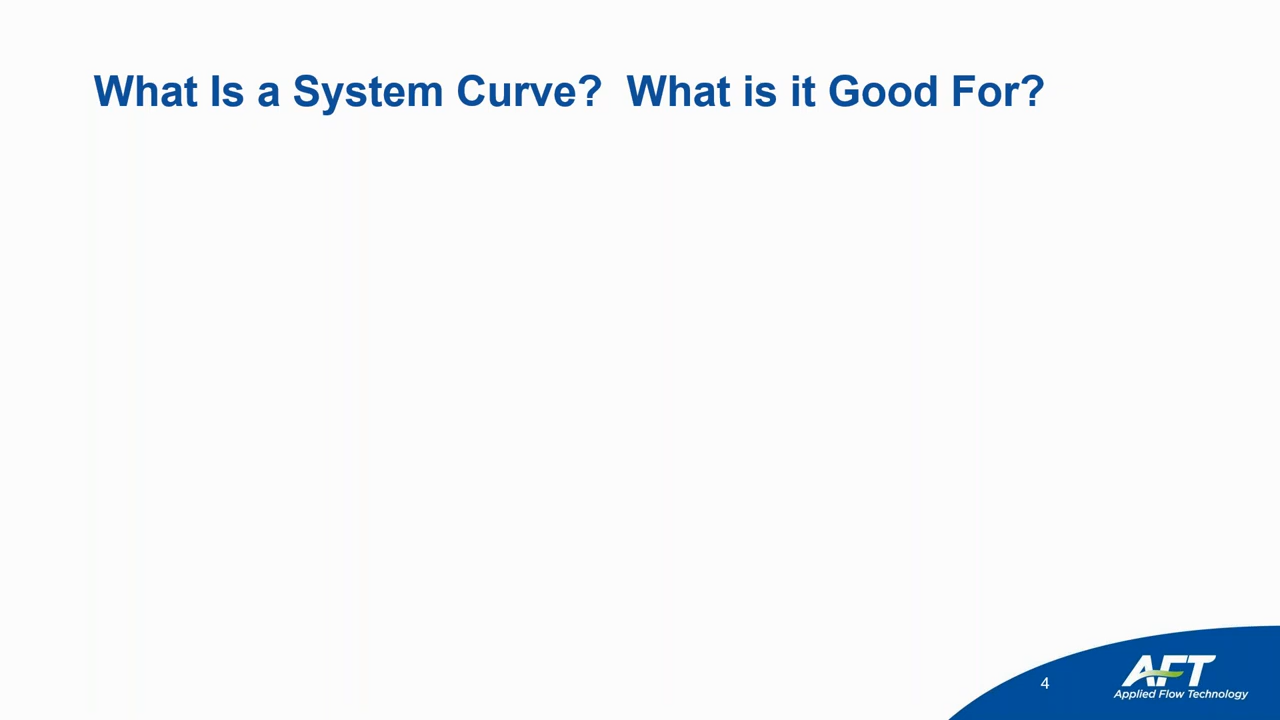 What Is a System Curve?  What is it Good For?
4
AFT
Applied Flow Technology